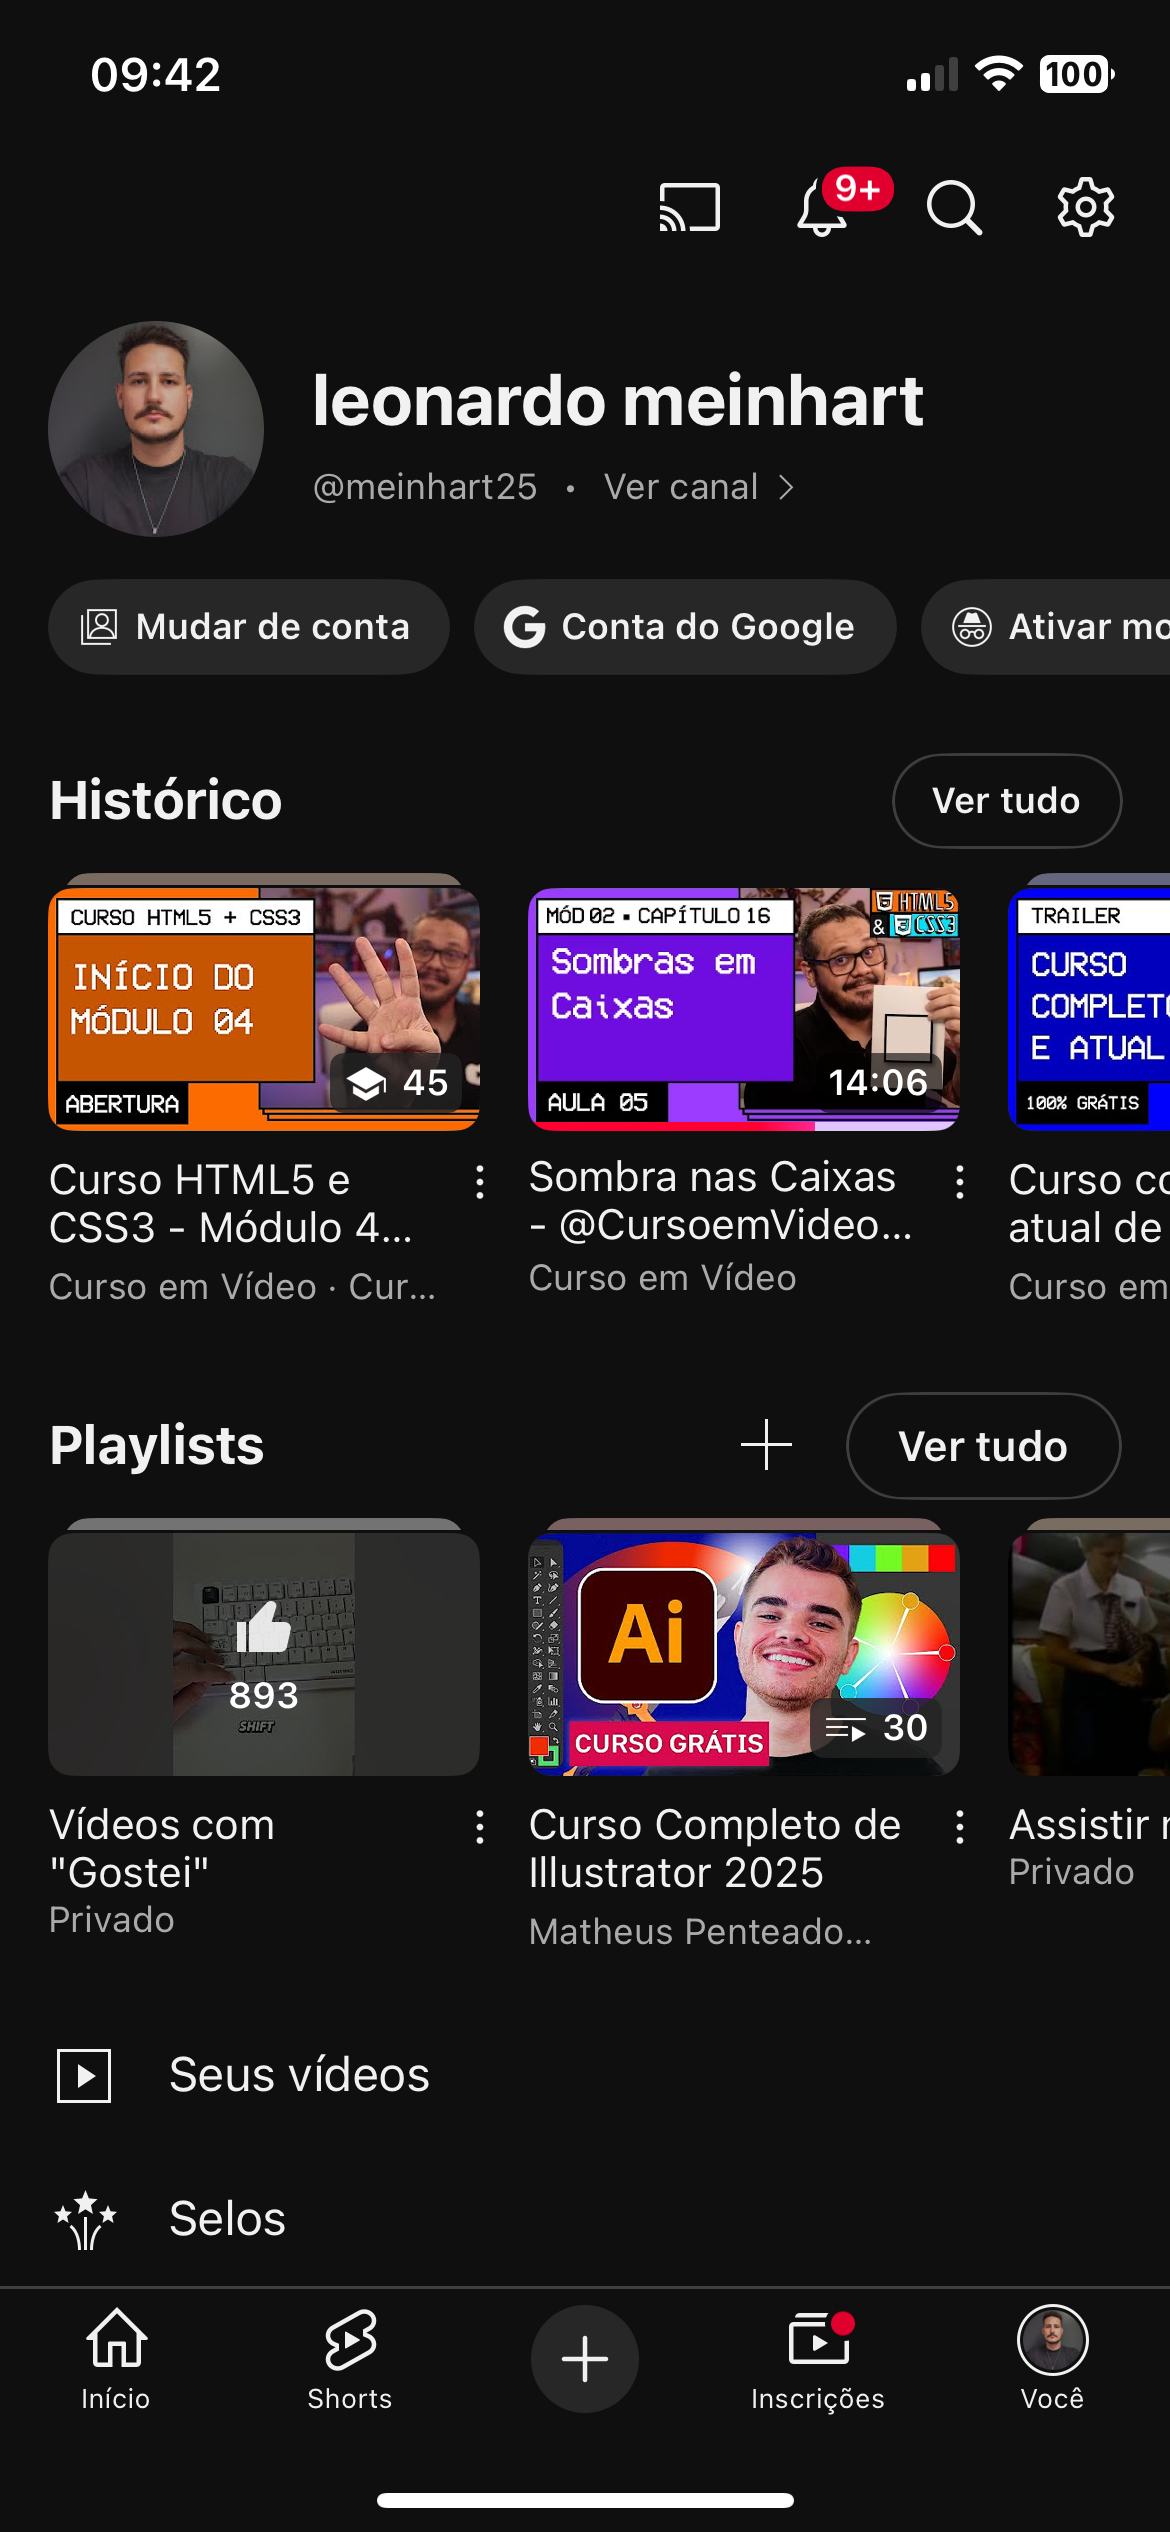 09:42
100
9+
leonardo meinhart
@meinhart25 • Ver canal
Mudar de conta
Conta do Google
Ativar mo
Histórico
Ver tudo
CURSO HTML5 + CSS3
INÍCIO DO
MÓDULO 04
ABERTURA
45
MÓD 02 ▪ CAPÍTULO 16
HTML5
& CSS3
Sombras em
Caixas
AULA 05
14:06
TRAILER
CURSO
COMPLETO
E ATUAL
100% GRÁTIS
Curso HTML5 e
CSS3 - Módulo 4...
Curso em Vídeo · Cur...
Sombra nas Caixas
- @CursoemVideo...
Curso em Vídeo
Curso co
atual de
Curso em
Playlists
Ver tudo
893
SHIFT
Ai
CURSO GRÁTIS
30
Vídeos com
"Gostei"
Privado
Curso Completo de
Illustrator 2025
Matheus Penteado...
Assistir
Privado
Seus vídeos
Selos
Início
Shorts
Inscrições
Você